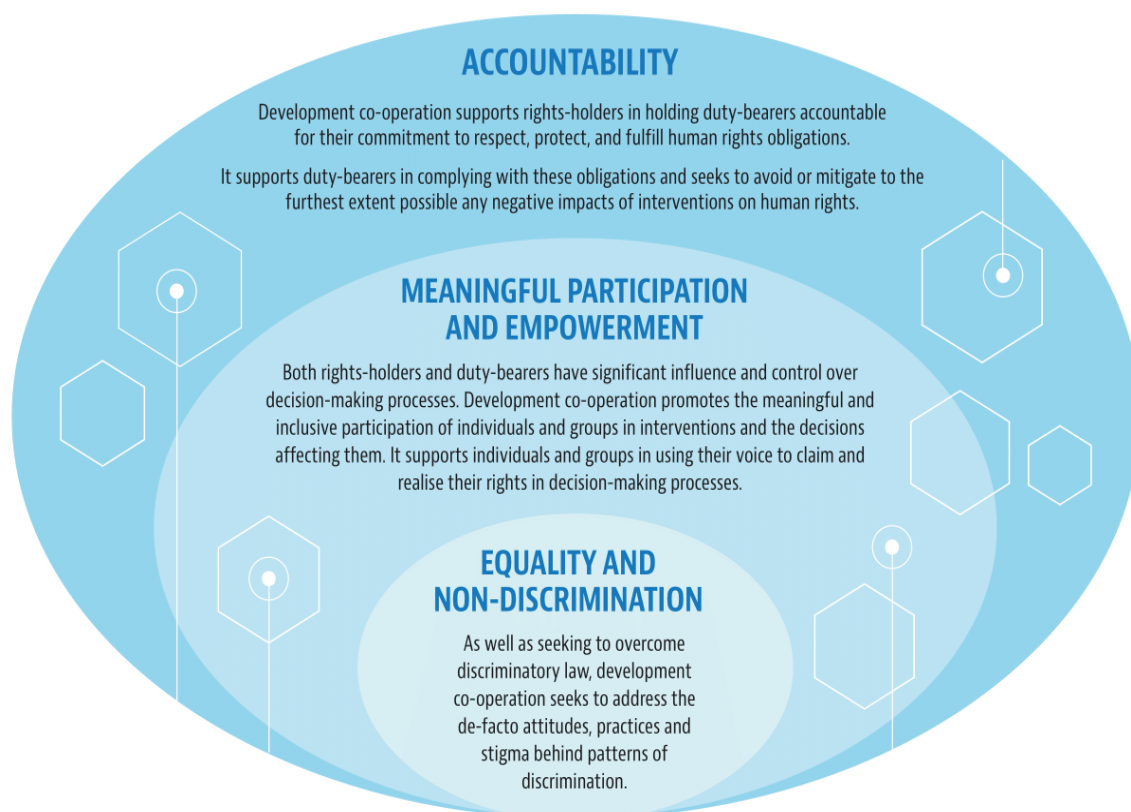 ACCOUNTABILITY
Development co-operation supports rights-holders in holding duty-bearers accountable
for their commitment to respect, protect, and fulfill human rights obligations.
It supports duty-bearers in complying with these obligations and seeks to avoid or mitigate to the
furthest extent possible any negative impacts of interventions on human rights.
MEANINGFUL PARTICIPATION
AND EMPOWERMENT
Both rights-holders and duty-bearers have significant influence and control over
decision-making processes. Development co-operation promotes the meaningful and
inclusive participation of individuals and groups in interventions and the decisions
affecting them. It supports individuals and groups in using their voice to claim and
realise their rights in decision-making processes.
EQUALITY AND
NON-DISCRIMINATION
As well as seeking to overcome
discriminatory law, development
co-operation seeks to address the
de-facto attitudes, practices and
stigma behind patterns of
discrimination.